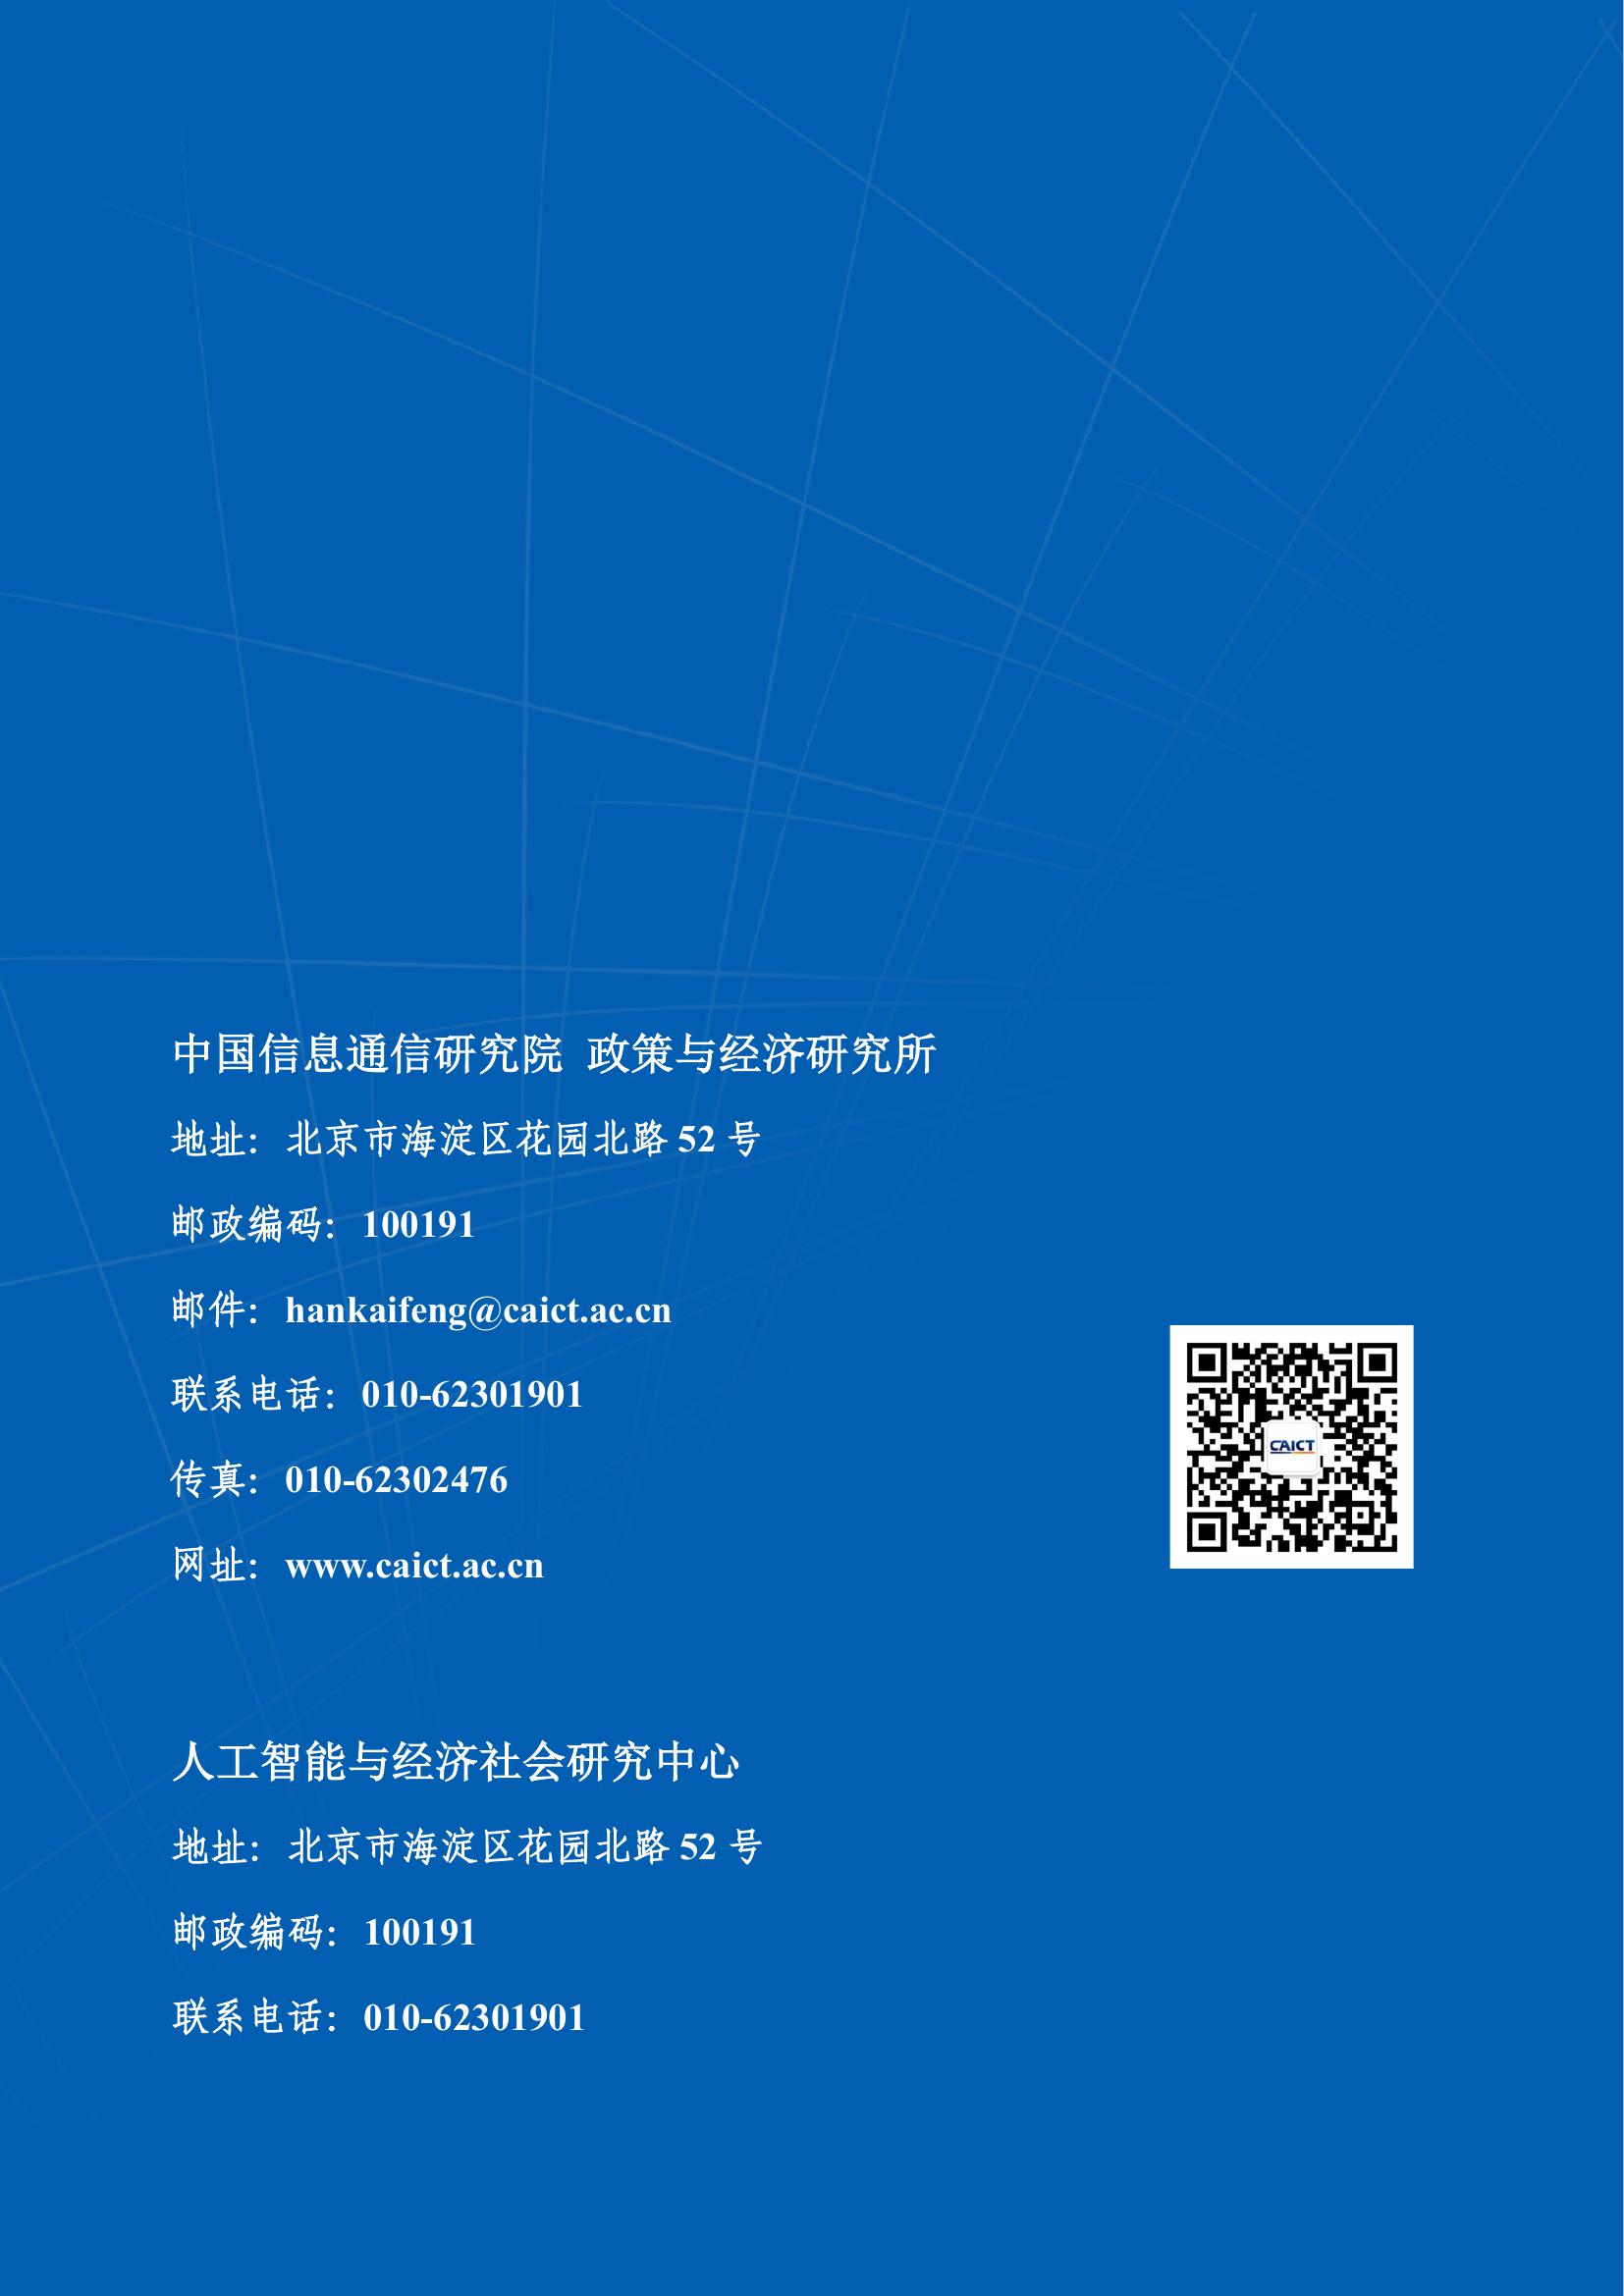 中国信息通信研究院 政策与经济研究所
地址：北京市海淀区花园北路 52 号
邮政编码：100191
邮件：hankaifeng@caict.ac.cn
联系电话：010-62301901
传真：010-62302476
网址：www.caict.ac.cn
CAICT
人工智能与经济社会研究中心
地址：北京市海淀区花园北路 52 号
邮政编码：100191
联系电话：010-62301901